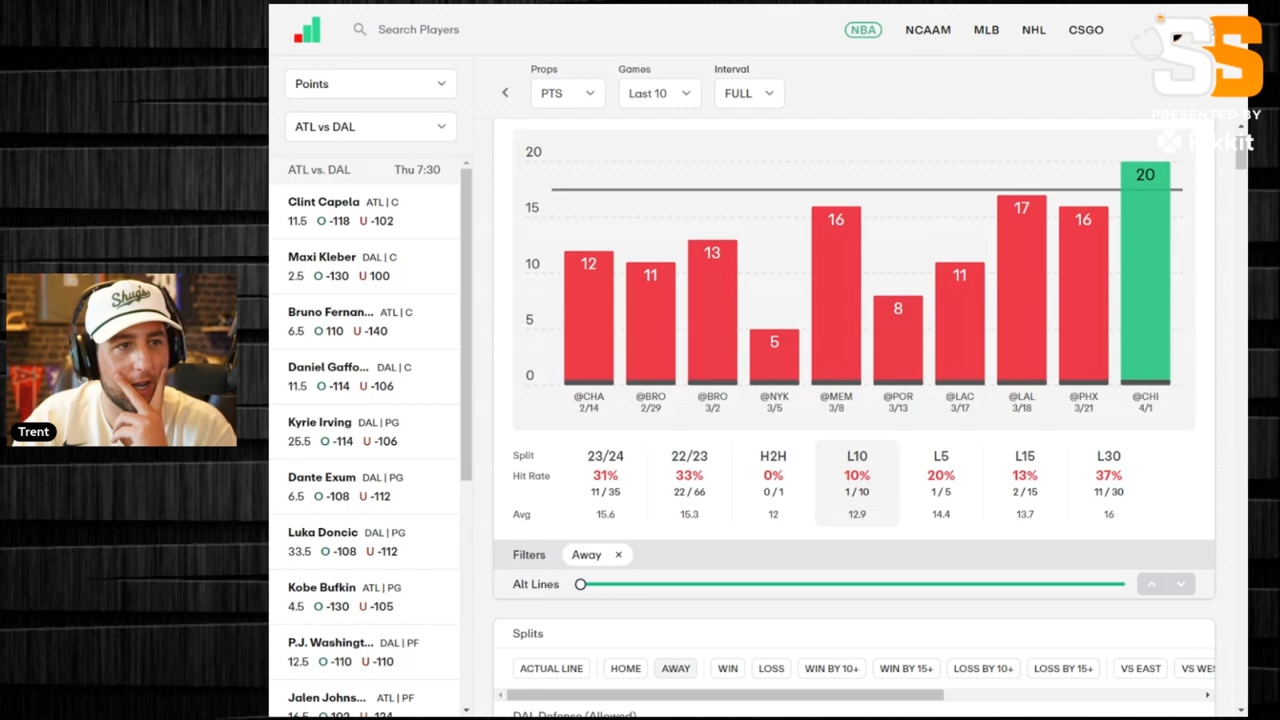 Search Players
NBA
NCAAM
MLB
NHL
CSGO
SS
PRESENTED BY
Points
ATL vs DAL
Props
Games
Interval
PTS
Last 10
FULL
ATL vs. DAL Thu 7:30
Clint Capela ATL | C
11.5 O -118 U -102
Maxi Kleber DAL | C
2.5 O -130 U 100
Bruno Fernan... ATL | C
6.5 O 110 U -140
Daniel Gaffo... DAL | C
11.5 O -114 U -106
Kyrie Irving DAL | PG
25.5 O -114 U -106
Dante Exum DAL | PG
6.5 O -108 U -112
Luka Doncic DAL | PG
33.5 O -108 U -112
Kobe Bufkin ATL | PG
4.5 O -130 U -105
P.J. Washingt... DAL | PF
12.5 O -110 U -110
Jalen Johns... ATL | PF
Shug's
Trent
20
15
10
5
0
12
11
13
5
16
8
11
17
16
20
@CHA 2/14
@BRO 2/29
@BRO 3/2
@NYK 3/5
@MEM 3/8
@POR 3/13
@LAC 3/17
@LAL 3/18
@PHX 3/21
@CHI 4/1
Split 23/24 22/23 H2H L10 L5 L15 L30
Hit Rate 31% 33% 0% 10% 20% 13% 37%
11 / 35 22 / 66 0 / 1 1 / 10 1 / 5 2 / 15 11 / 30
Avg 15.6 15.3 12 12.9 14.4 13.7 16
Filters Away ×
Alt Lines
Splits
ACTUAL LINE HOME AWAY WIN LOSS WIN BY 10+ WIN BY 15+ LOSS BY 10+ LOSS BY 15+ VS EAST VS WES
DAL Defense (Allowed)